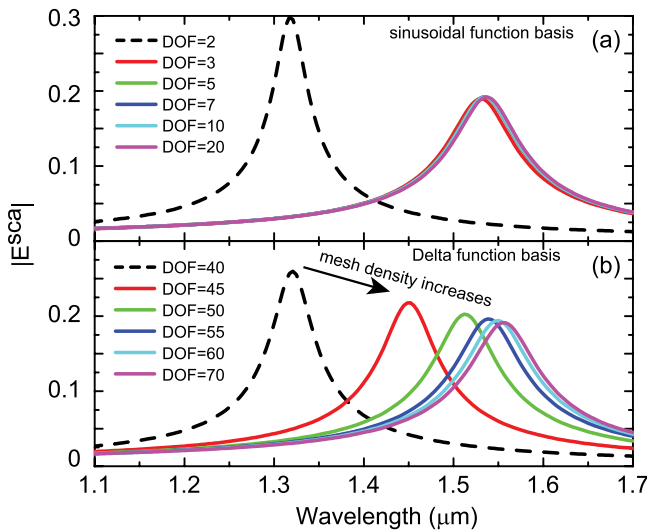 0.3
sinusoidal function basis (a)
DOF=2
DOF=3
DOF=5
DOF=7
DOF=10
DOF=20
0.2
0.1
0
|E^sca|
Delta function basis (b)
DOF=40
DOF=45
DOF=50
DOF=55
DOF=60
DOF=70
mesh density increases
0.2
0.1
0
1.1 1.2 1.3 1.4 1.5 1.6 1.7
Wavelength (μm)